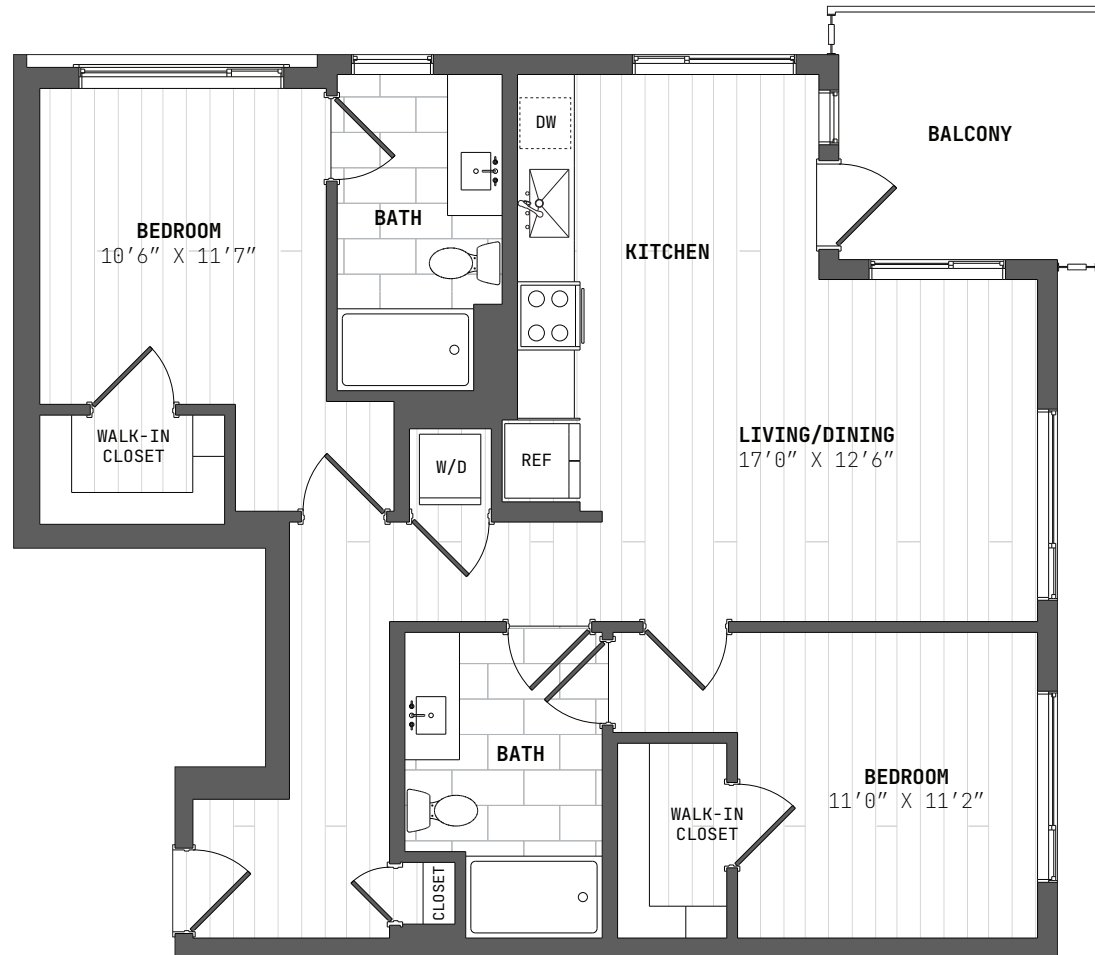 BALCONY
DW
BATH
BEDROOM
10’6” X 11’7”
KITCHEN
WALK-IN
CLOSET
W/D
REF
LIVING/DINING
17’0” X 12’6”
BATH
BEDROOM
11’0” X 11’2”
WALK-IN
CLOSET
CLOSET